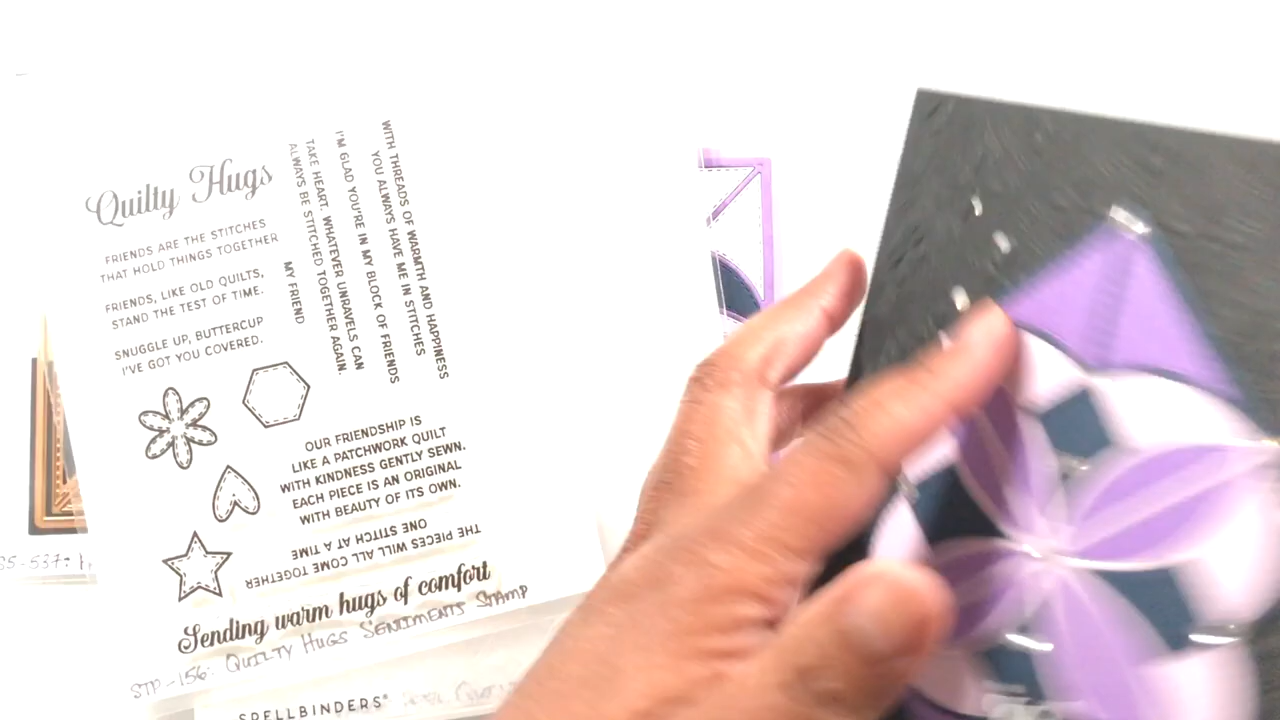 Quilty Hugs
FRIENDS ARE THE STITCHES
THAT HOLD THINGS TOGETHER
FRIENDS, LIKE OLD QUILTS,
STAND THE TEST OF TIME.
SNUGGLE UP, BUTTERCUP
I'VE GOT YOU COVERED.
WITH THREADS OF WARMTH AND HAPPINESS
YOU ALWAYS HAVE ME IN STITCHES
I'M GLAD YOU'RE IN MY BLOCK OF FRIENDS
TAKE HEART. WHATEVER UNRAVELS CAN
ALWAYS BE STITCHED TOGETHER AGAIN.
MY FRIEND
OUR FRIENDSHIP IS
LIKE A PATCHWORK QUILT
WITH KINDNESS GENTLY SEWN.
EACH PIECE IS AN ORIGINAL
WITH BEAUTY OF ITS OWN.
THE PIECES WILL ALL COME TOGETHER
ONE STITCH AT A TIME
Sending warm hugs of comfort
STP-156: QUILTY HUGS SENTIMENTS STAMP
SPELLBINDERS®
S5-537: